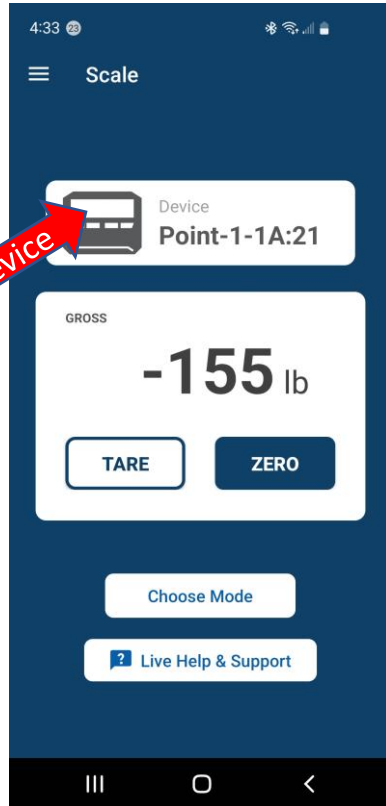 4:33 23
Scale
Device
Point-1-1A:21
GROSS
-155 lb
TARE
ZERO
Choose Mode
? Live Help & Support